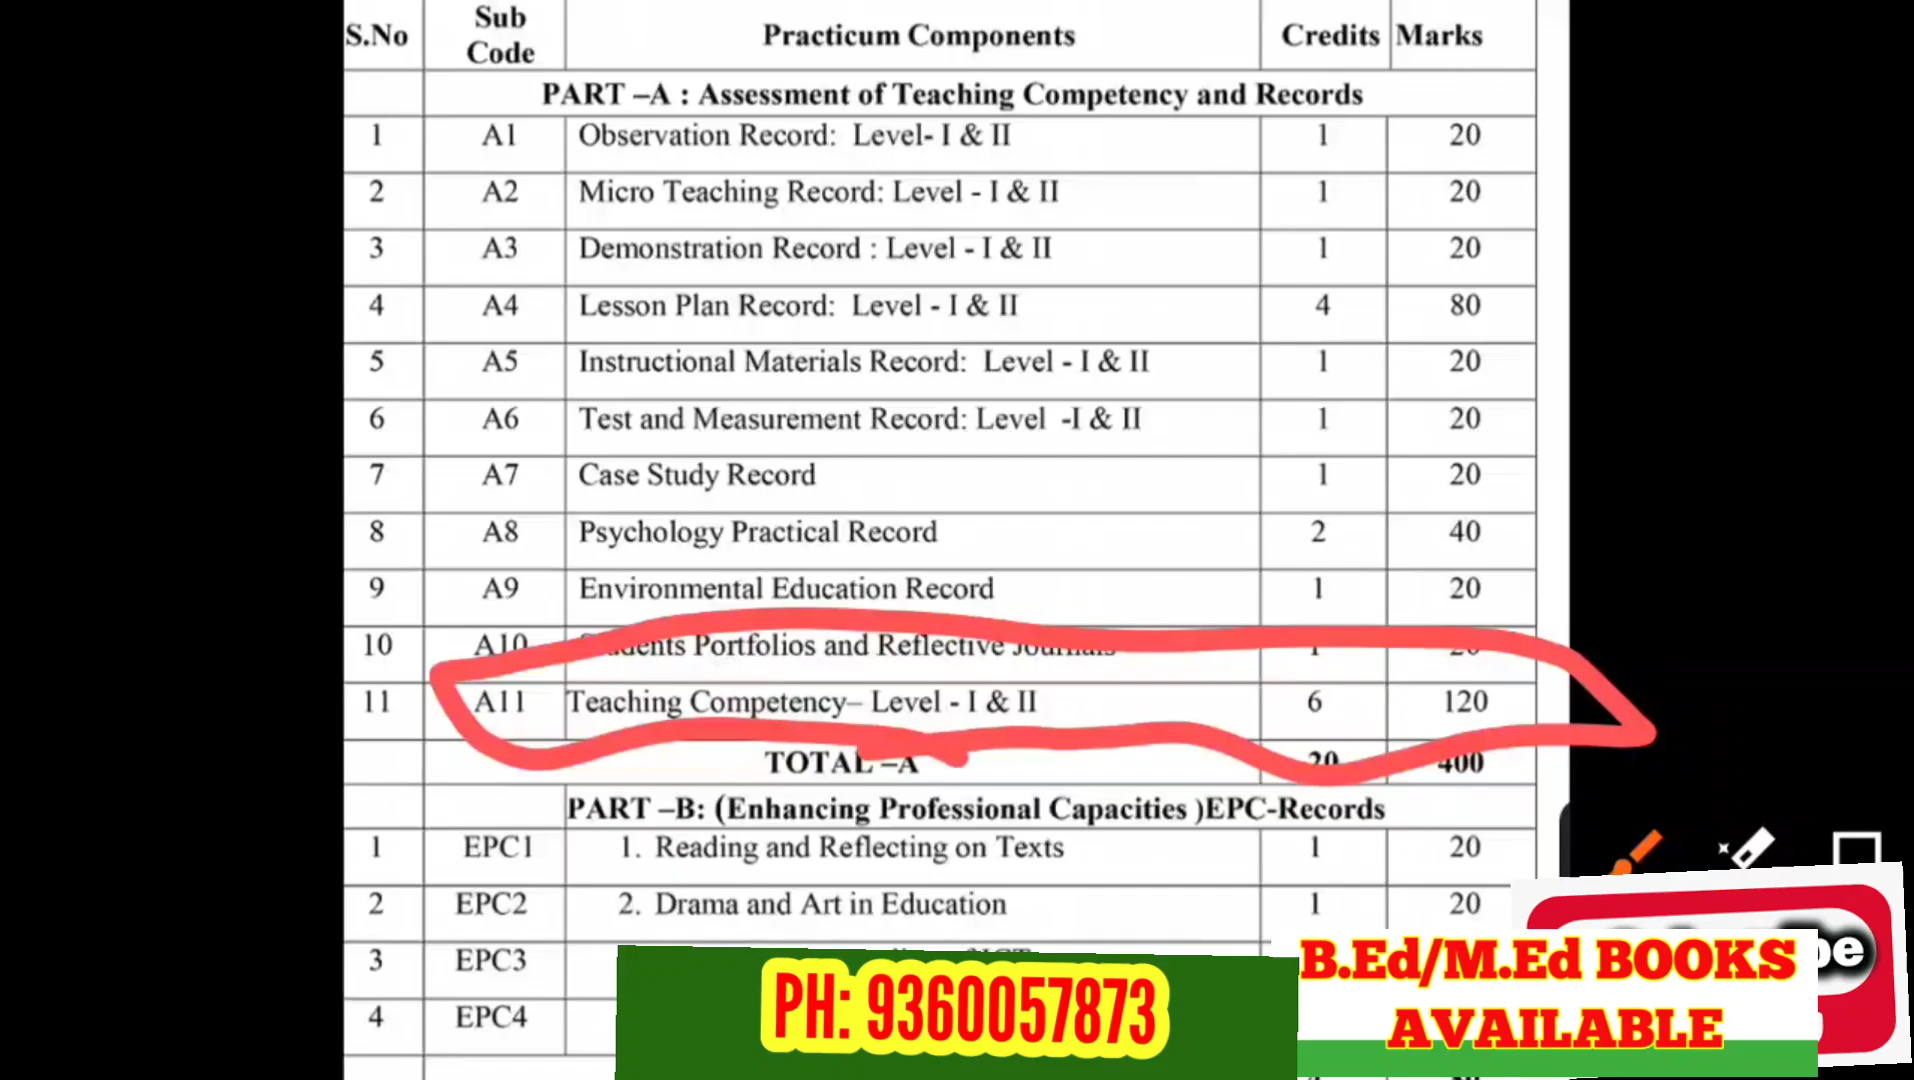 S.No Sub Code Practicum Components Credits Marks
PART –A : Assessment of Teaching Competency and Records
1 A1 Observation Record: Level- I & II 1 20
2 A2 Micro Teaching Record: Level - I & II 1 20
3 A3 Demonstration Record : Level - I & II 1 20
4 A4 Lesson Plan Record: Level - I & II 4 80
5 A5 Instructional Materials Record: Level - I & II 1 20
6 A6 Test and Measurement Record: Level -I & II 1 20
7 A7 Case Study Record 1 20
8 A8 Psychology Practical Record 2 40
9 A9 Environmental Education Record 1 20
10 A10 Students Portfolios and Reflective Journals 1 20
11 A11 Teaching Competency– Level - I & II 6 120
TOTAL –A 20 400
PART –B: (Enhancing Professional Capacities )EPC-Records
1 EPC1 1. Reading and Reflecting on Texts 1 20
2 EPC2 2. Drama and Art in Education 1 20
3 EPC3
4 EPC4
PH: 9360057873
B.Ed/M.Ed BOOKS
AVAILABLE